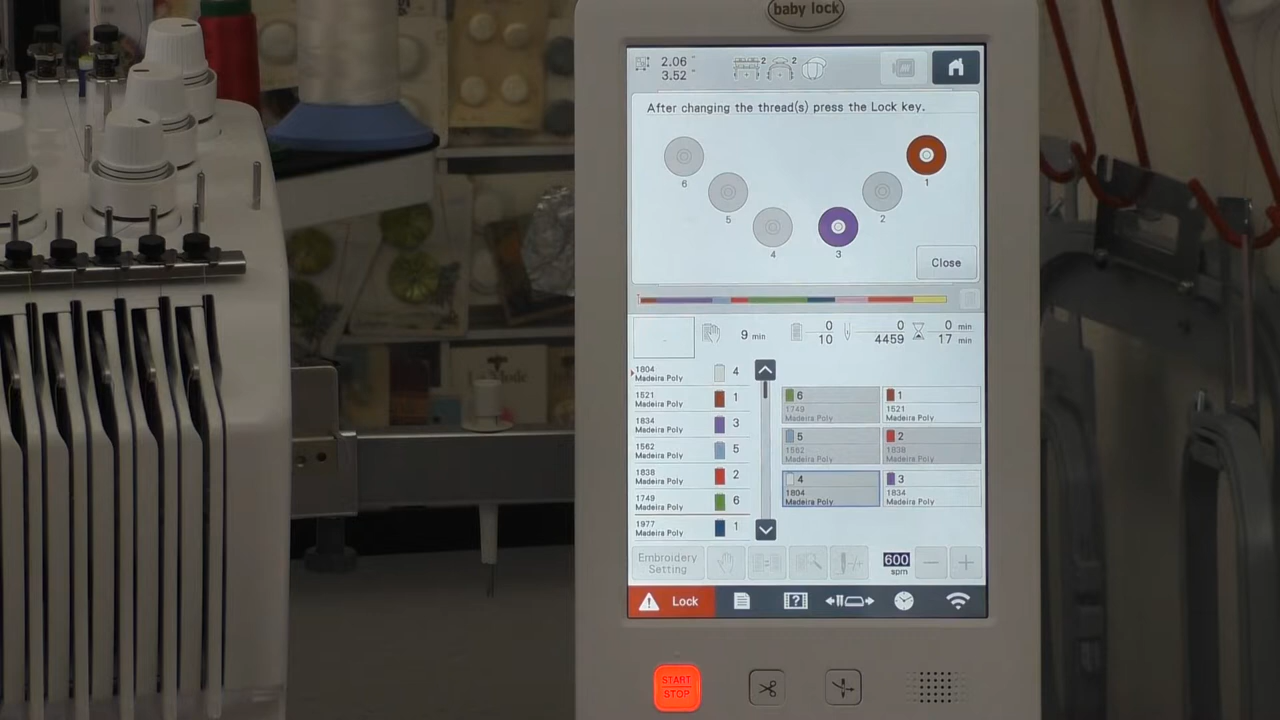 baby lock
2.06 "
3.52 "
2
2
After changing the thread(s) press the Lock key.
6
1
5
2
4
3
Close
9 min
0
10
0
4459
0 min
17 min
1804
Madeira Poly
4
1521
Madeira Poly
1
1834
Madeira Poly
3
1562
Madeira Poly
5
1838
Madeira Poly
2
1749
Madeira Poly
6
1977
Madeira Poly
1
6
1749
Madeira Poly
1
1521
Madeira Poly
5
1562
Madeira Poly
2
1838
Madeira Poly
4
1804
Madeira Poly
3
1834
Madeira Poly
Embroidery
Setting
600
spm
Lock
START
STOP